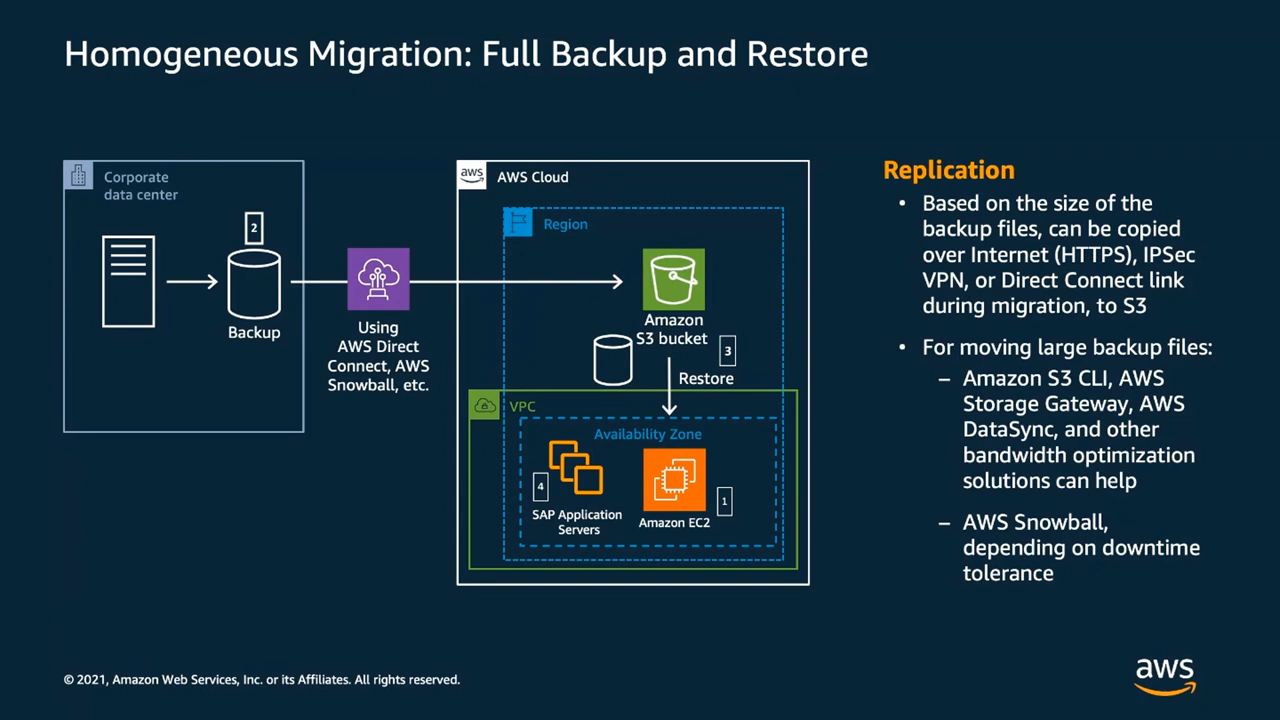 Homogeneous Migration: Full Backup and Restore
Corporate
data center
2
Backup
Using
AWS Direct
Connect, AWS
Snowball, etc.
aws
AWS Cloud
Region
Amazon
S3 bucket
3
Restore
VPC
Availability Zone
4
SAP Application
Servers
1
Amazon EC2
Replication
• Based on the size of the
backup files, can be copied
over Internet (HTTPS), IPSec
VPN, or Direct Connect link
during migration, to S3
• For moving large backup files:
– Amazon S3 CLI, AWS
Storage Gateway, AWS
DataSync, and other
bandwidth optimization
solutions can help
– AWS Snowball,
depending on downtime
tolerance
© 2021, Amazon Web Services, Inc. or its Affiliates. All rights reserved.
aws